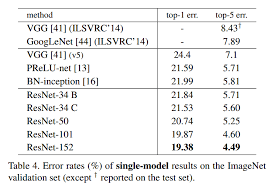 method top-1 err. top-5 err.
VGG [41] (ILSVRC'14) - 8.43†
GoogLeNet [44] (ILSVRC'14) - 7.89
VGG [41] (v5) 24.4 7.1
PReLU-net [13] 21.59 5.71
BN-inception [16] 21.99 5.81
ResNet-34 B 21.84 5.71
ResNet-34 C 21.53 5.60
ResNet-50 20.74 5.25
ResNet-101 19.87 4.60
ResNet-152 19.38 4.49
Table 4. Error rates (%) of single-model results on the ImageNet
validation set (except † reported on the test set).